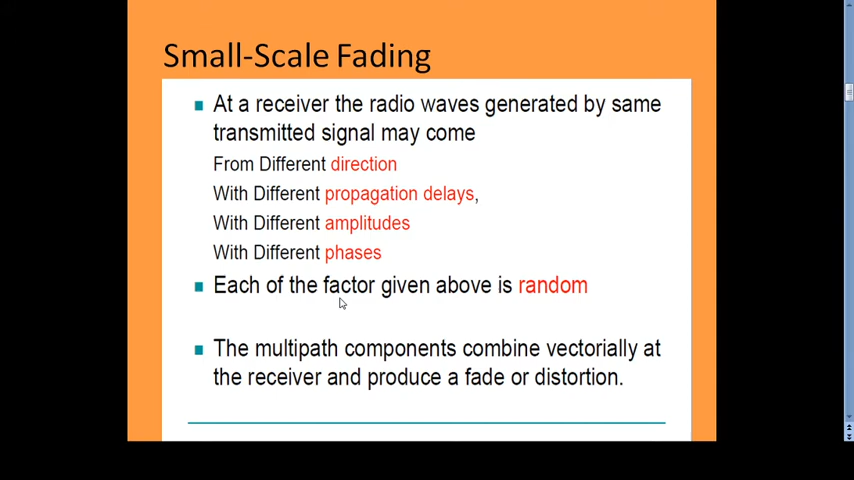 Small-Scale Fading
At a receiver the radio waves generated by same
transmitted signal may come
From Different direction
With Different propagation delays,
With Different amplitudes
With Different phases
Each of the factor given above is random
The multipath components combine vectorially at
the receiver and produce a fade or distortion.